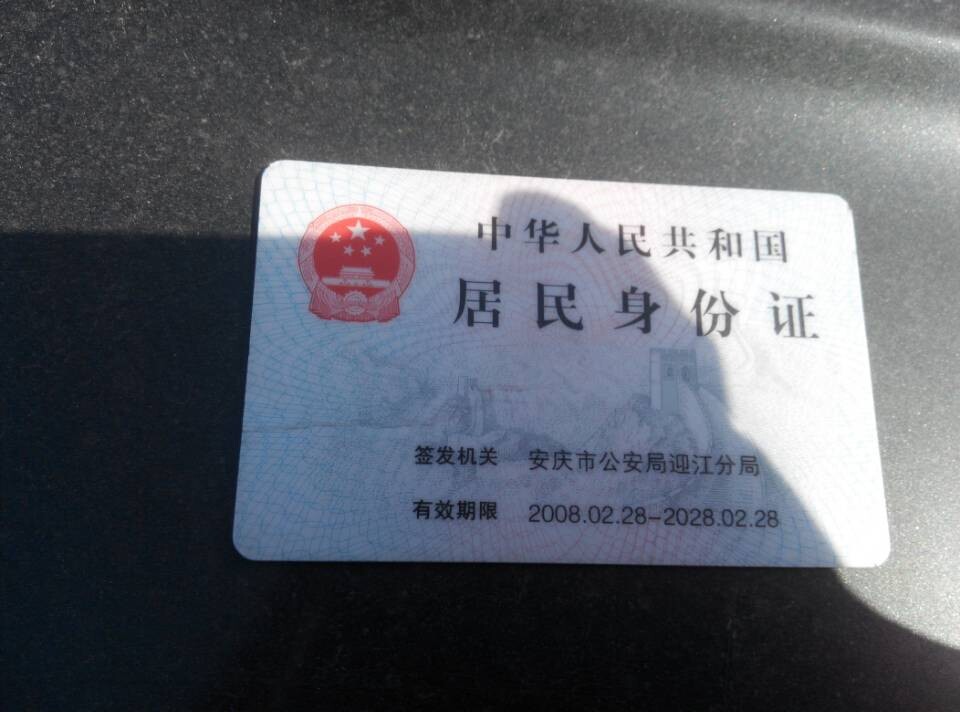 中华人民共和国
居民身份证
签发机关 安庆市公安局迎江分局
有效期限 2008.02.28-2028.02.28